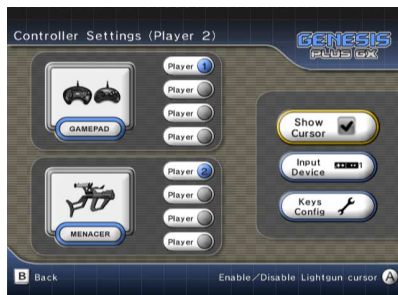 Controller Settings (Player 2)
GENESIS
PLUS GX
Player 1
Player
Player
Player
GAMEPAD
Player 2
Player
Player
Player
MENACER
Show
Cursor
Input
Device
Keys
Config
B Back
Enable/Disable Lightgun cursor A